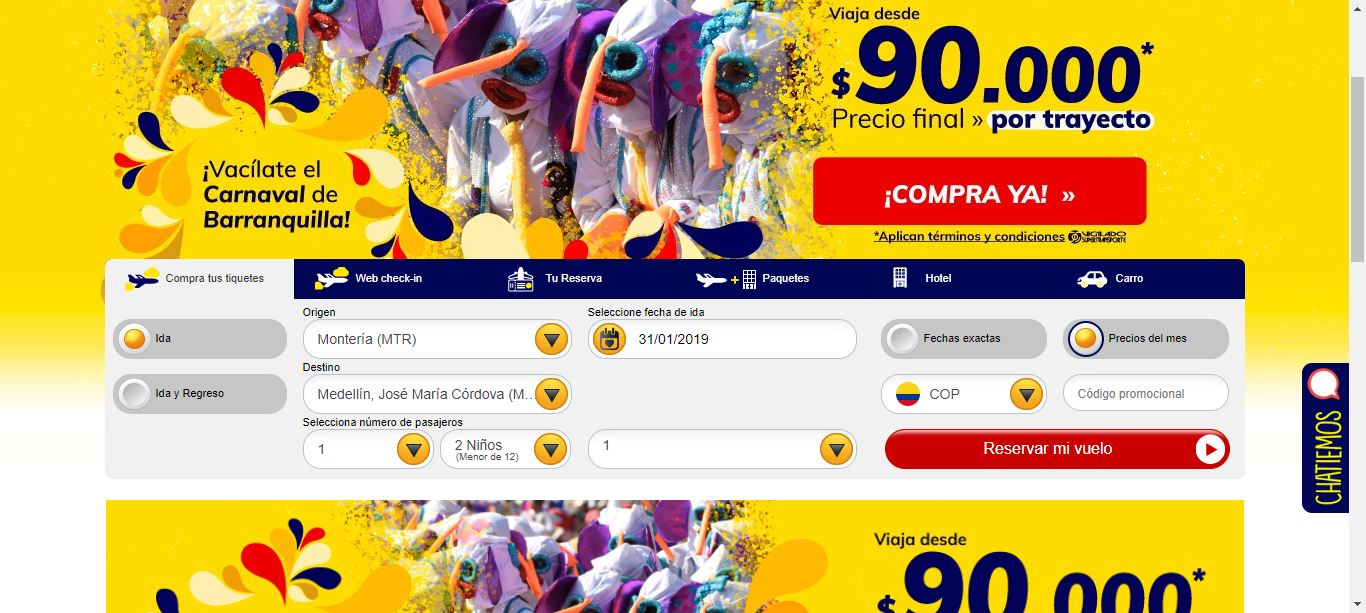 Viaja desde
$90.000*
Precio final » por trayecto
¡Vacílate el
Carnaval de
Barranquilla!
¡COMPRA YA! »
*Aplican términos y condiciones VIGILADO SUPERTRANSPORTE
Compra tus tiquetes
Web check-in
Tu Reserva
Paquetes
Hotel
Carro
Origen
Seleccione fecha de ida
Ida
Montería (MTR)
31/01/2019
Fechas exactas
Precios del mes
Destino
Ida y Regreso
Medellín, José María Córdova (M...
COP
Código promocional
Selecciona número de pasajeros
1
2 Niños
(Menor de 12)
1
Reservar mi vuelo
CHATIEMOS
Viaja desde
$90.000*